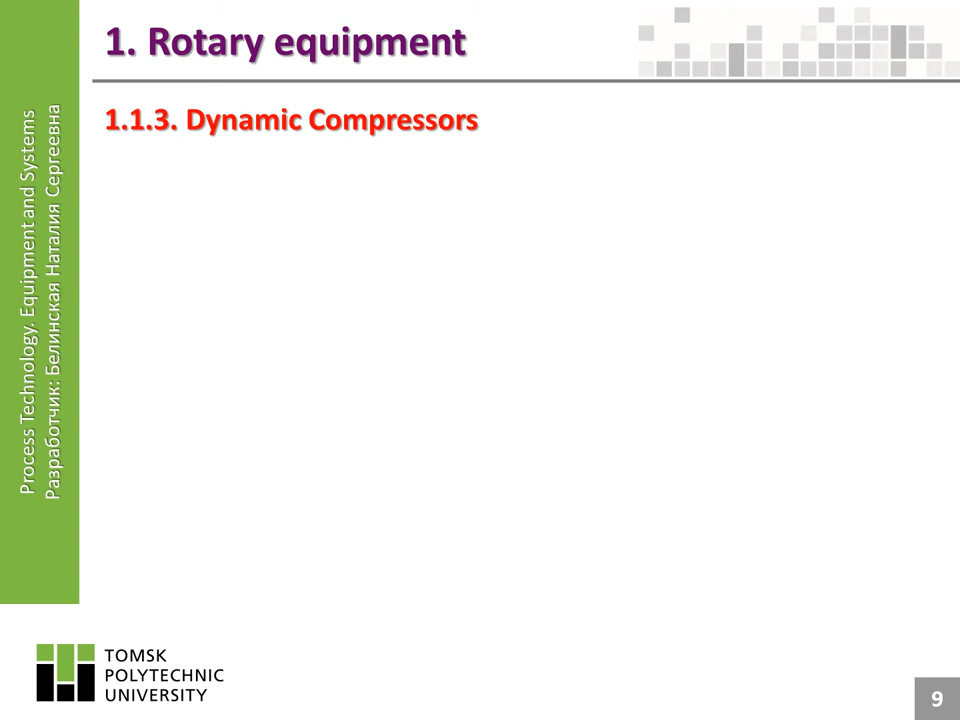 1. Rotary equipment
1.1.3. Dynamic Compressors
Process Technology. Equipment and Systems
Разработчик: Белинская Наталия Сергеевна
TOMSK
POLYTECHNIC
UNIVERSITY
9